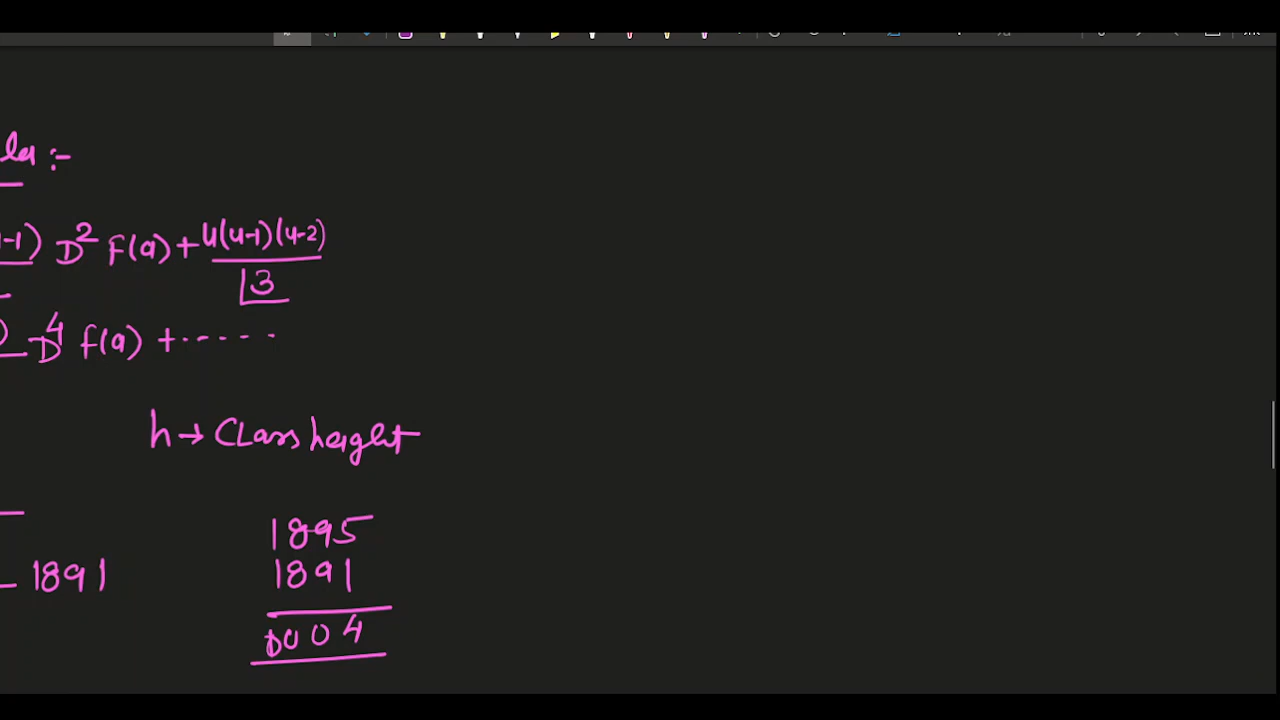 la :-
-1) D² f(a) + u(u-1)(u-2)
⌊3
) D⁴ f(a) + ......
h → Class height
1895
1891 1891
0004